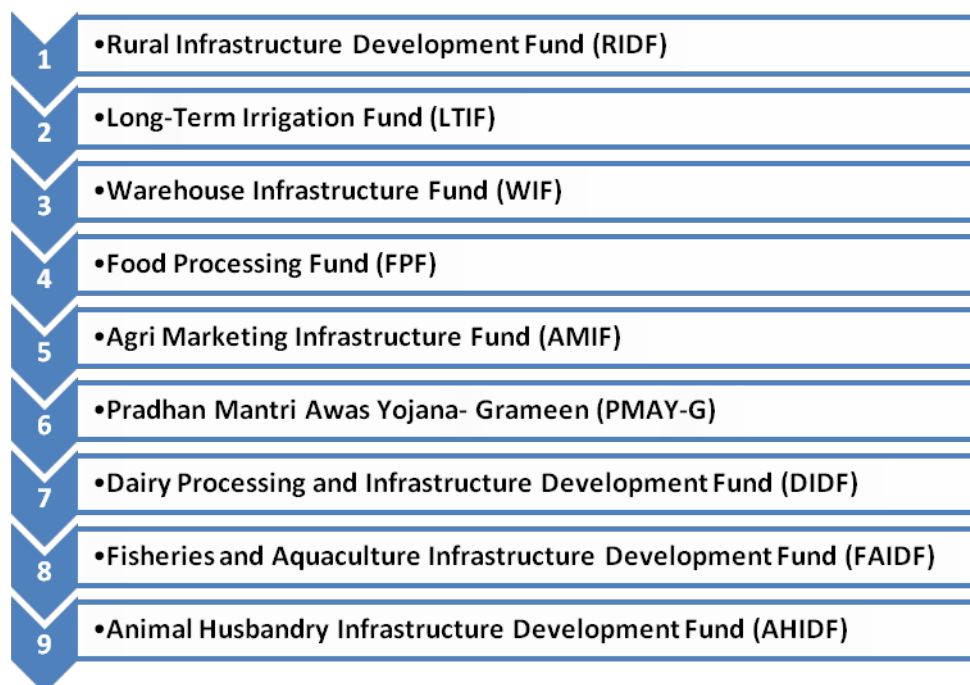 1 •Rural Infrastructure Development Fund (RIDF)
2 •Long-Term Irrigation Fund (LTIF)
3 •Warehouse Infrastructure Fund (WIF)
4 •Food Processing Fund (FPF)
5 •Agri Marketing Infrastructure Fund (AMIF)
6 •Pradhan Mantri Awas Yojana- Grameen (PMAY-G)
7 •Dairy Processing and Infrastructure Development Fund (DIDF)
8 •Fisheries and Aquaculture Infrastructure Development Fund (FAIDF)
9 •Animal Husbandry Infrastructure Development Fund (AHIDF)